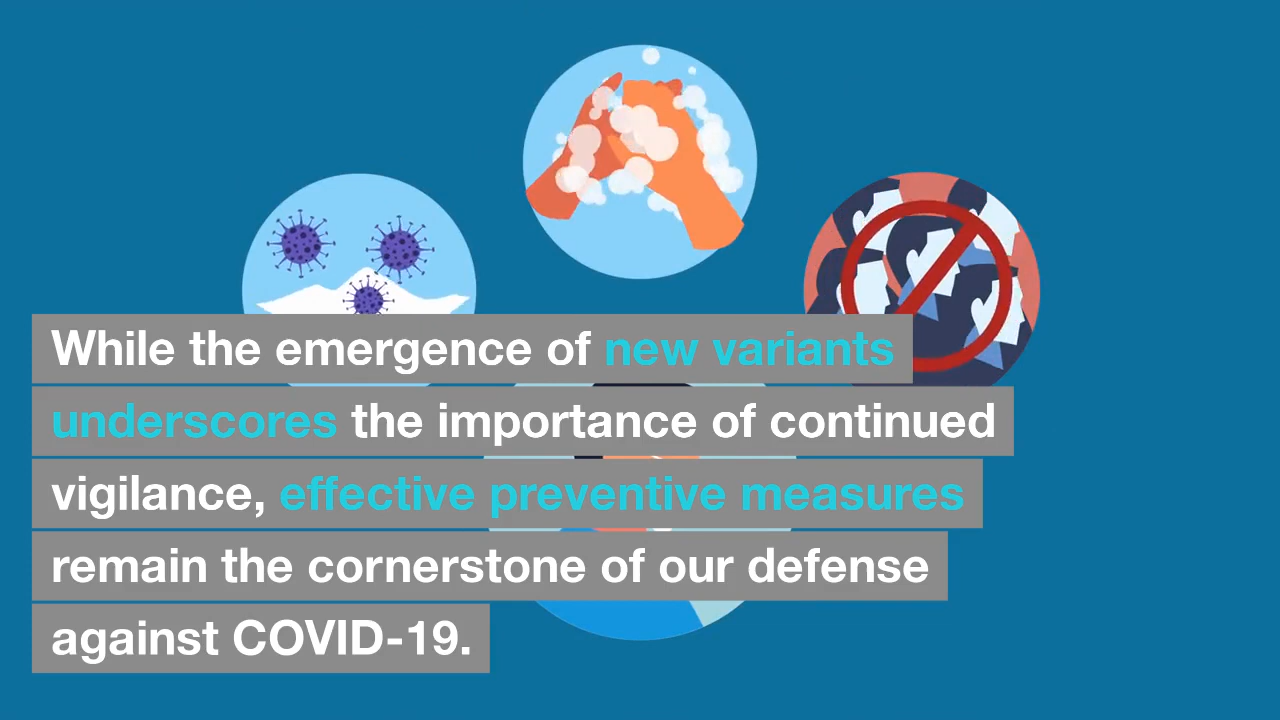 While the emergence of new variants
underscores the importance of continued
vigilance, effective preventive measures
remain the cornerstone of our defense
against COVID-19.